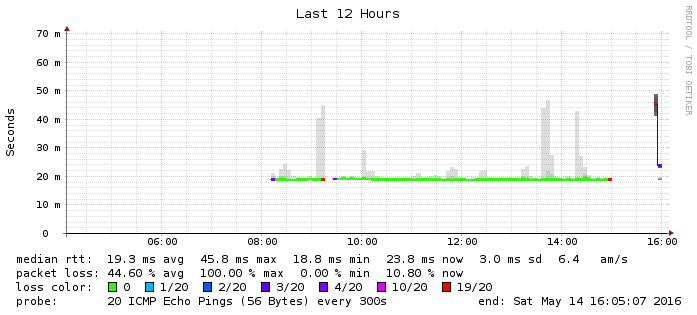 Last 12 Hours
RRDTOOL / TOBI OETIKER
Seconds
70 m
60 m
50 m
40 m
30 m
20 m
10 m
0
06:00 08:00 10:00 12:00 14:00 16:00
median rtt: 19.3 ms avg 45.8 ms max 18.8 ms min 23.8 ms now 3.0 ms sd 6.4 am/s
packet loss: 44.60 % avg 100.00 % max 0.00 % min 10.80 % now
loss color: 0 1/20 2/20 3/20 4/20 10/20 19/20
probe: 20 ICMP Echo Pings (56 Bytes) every 300s end: Sat May 14 16:05:07 2016